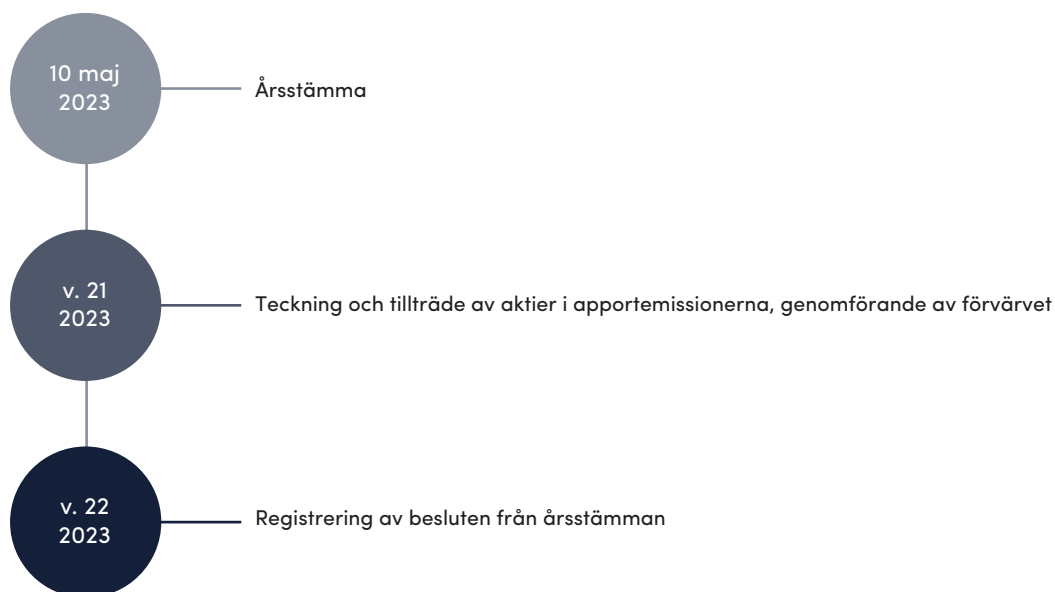 10 maj
2023
Årsstämma
v. 21
2023
Teckning och tillträde av aktier i apportemissionerna, genomförande av förvärvet
v. 22
2023
Registrering av besluten från årsstämman